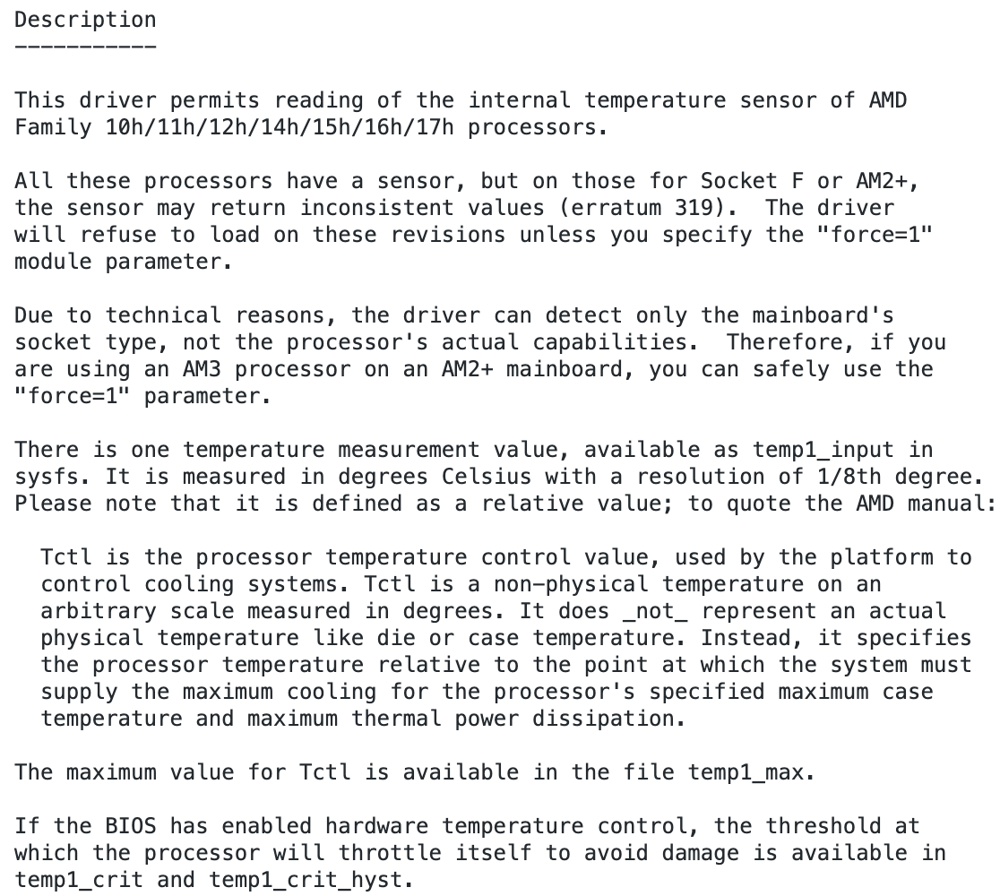 Description
-----------
This driver permits reading of the internal temperature sensor of AMD
Family 10h/11h/12h/14h/15h/16h/17h processors.
All these processors have a sensor, but on those for Socket F or AM2+,
the sensor may return inconsistent values (erratum 319).  The driver
will refuse to load on these revisions unless you specify the "force=1"
module parameter.
Due to technical reasons, the driver can detect only the mainboard's
socket type, not the processor's actual capabilities.  Therefore, if you
are using an AM3 processor on an AM2+ mainboard, you can safely use the
"force=1" parameter.
There is one temperature measurement value, available as temp1_input in
sysfs. It is measured in degrees Celsius with a resolution of 1/8th degree.
Please note that it is defined as a relative value; to quote the AMD manual:
  Tctl is the processor temperature control value, used by the platform to
  control cooling systems. Tctl is a non-physical temperature on an
  arbitrary scale measured in degrees. It does _not_ represent an actual
  physical temperature like die or case temperature. Instead, it specifies
  the processor temperature relative to the point at which the system must
  supply the maximum cooling for the processor's specified maximum case
  temperature and maximum thermal power dissipation.
The maximum value for Tctl is available in the file temp1_max.
If the BIOS has enabled hardware temperature control, the threshold at
which the processor will throttle itself to avoid damage is available in
temp1_crit and temp1_crit_hyst.